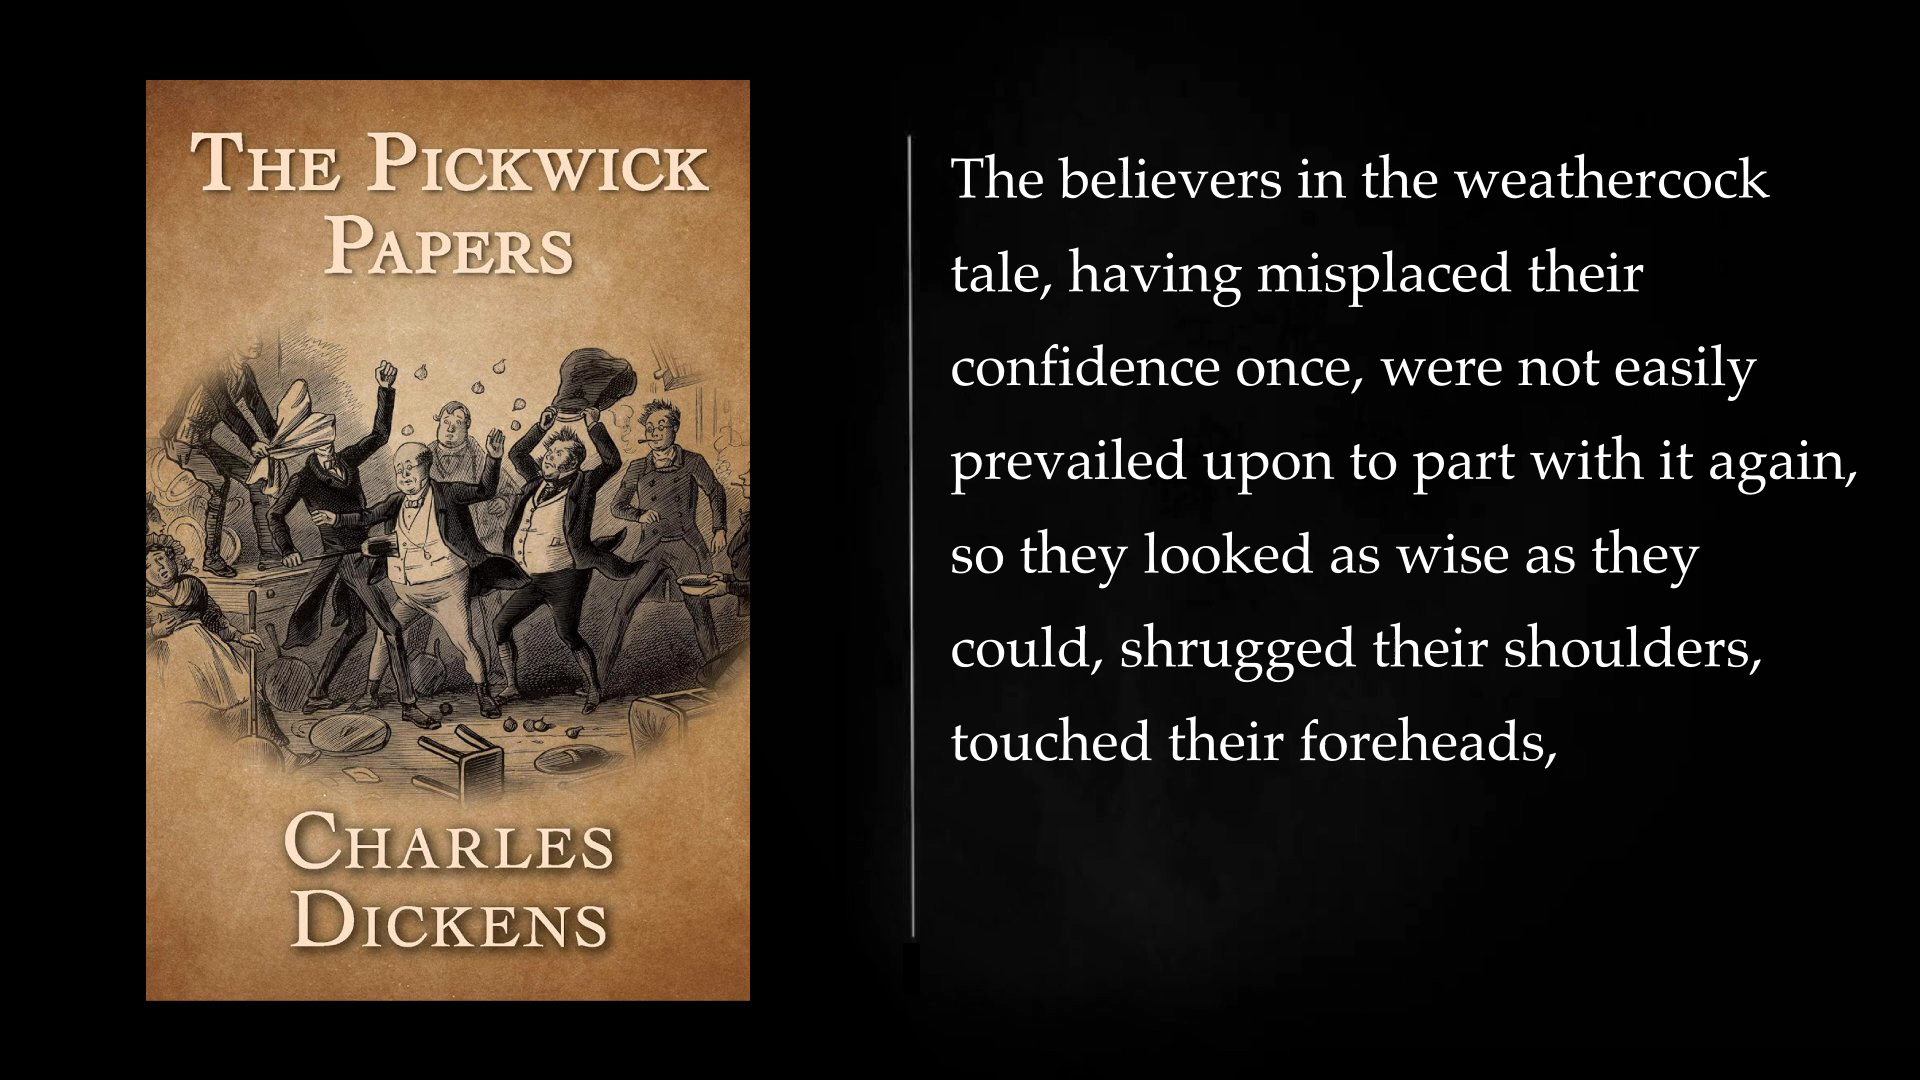 The Pickwick
Papers
Charles
Dickens
The believers in the weathercock
tale, having misplaced their
confidence once, were not easily
prevailed upon to part with it again,
so they looked as wise as they
could, shrugged their shoulders,
touched their foreheads,